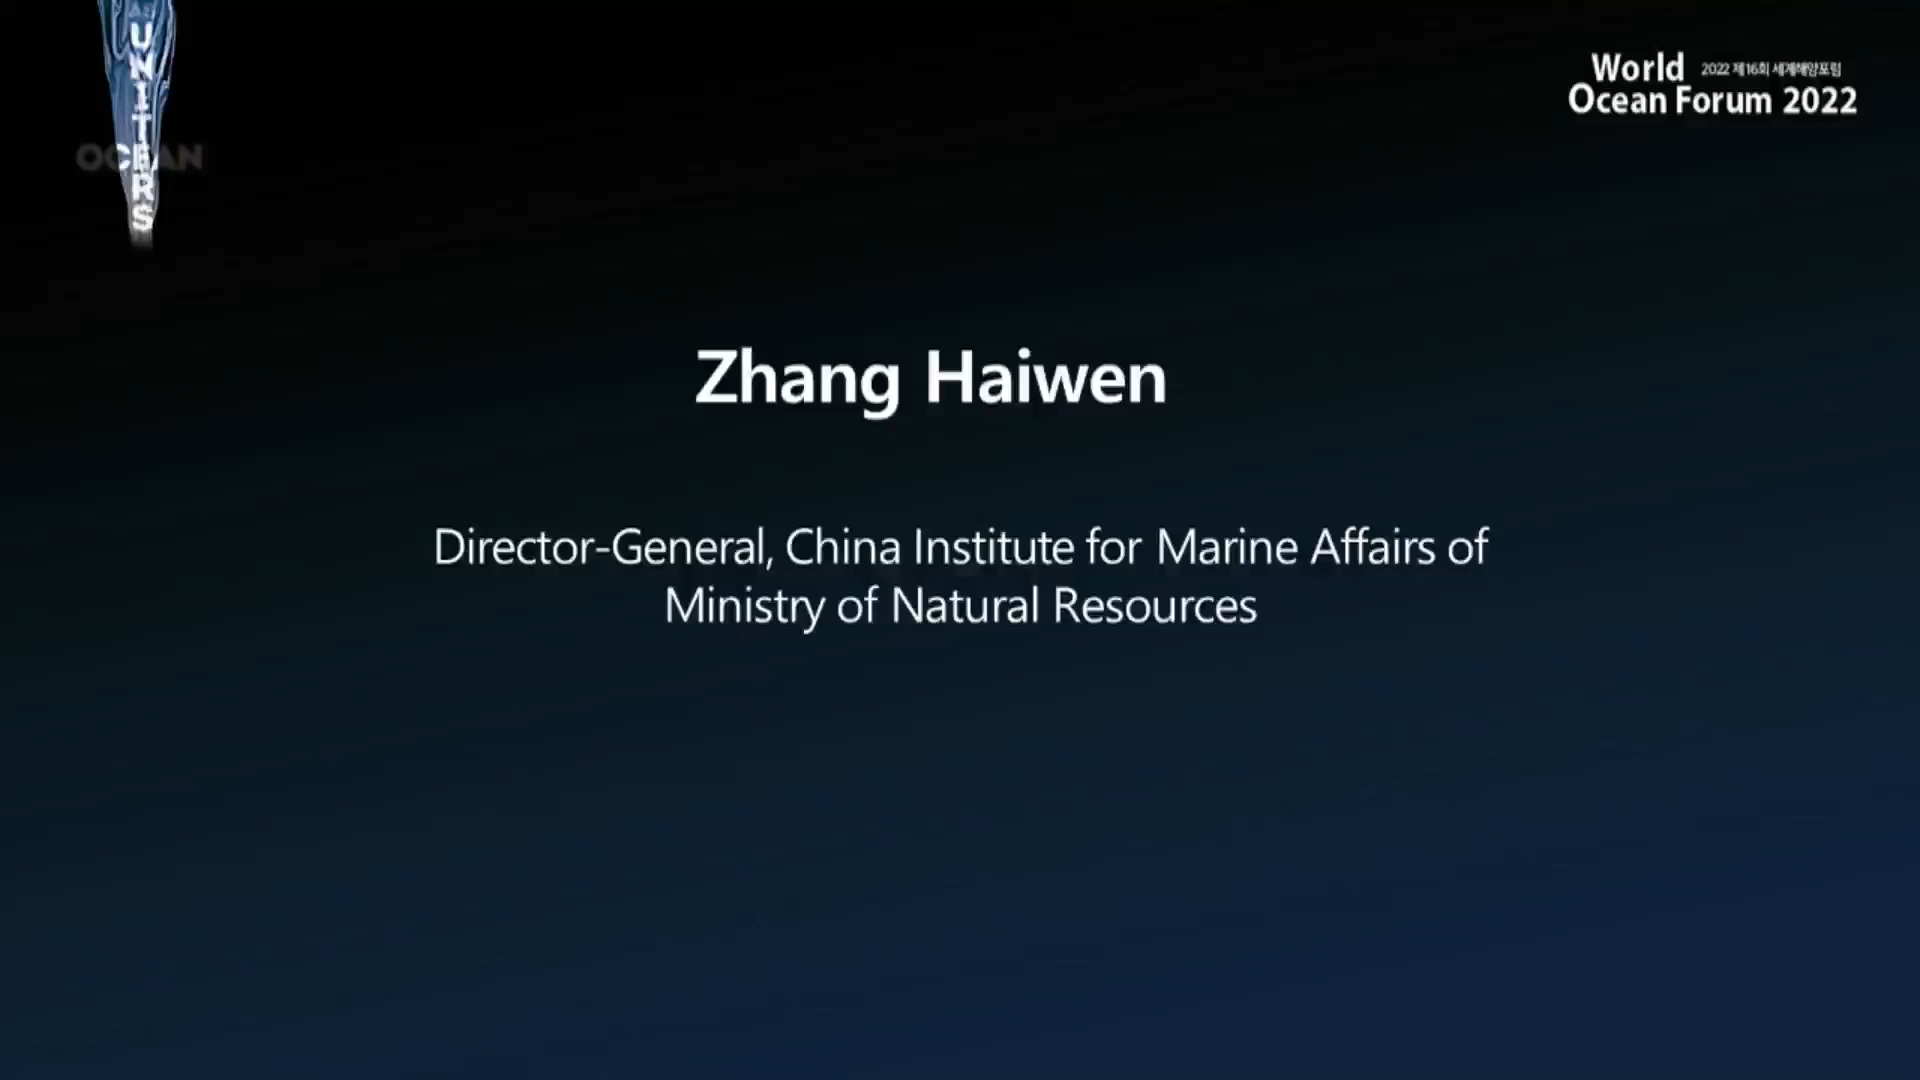 UNITERS
OCEAN
World 2022 제16회 세계해양포럼
Ocean Forum 2022
Zhang Haiwen
Director-General, China Institute for Marine Affairs of
Ministry of Natural Resources